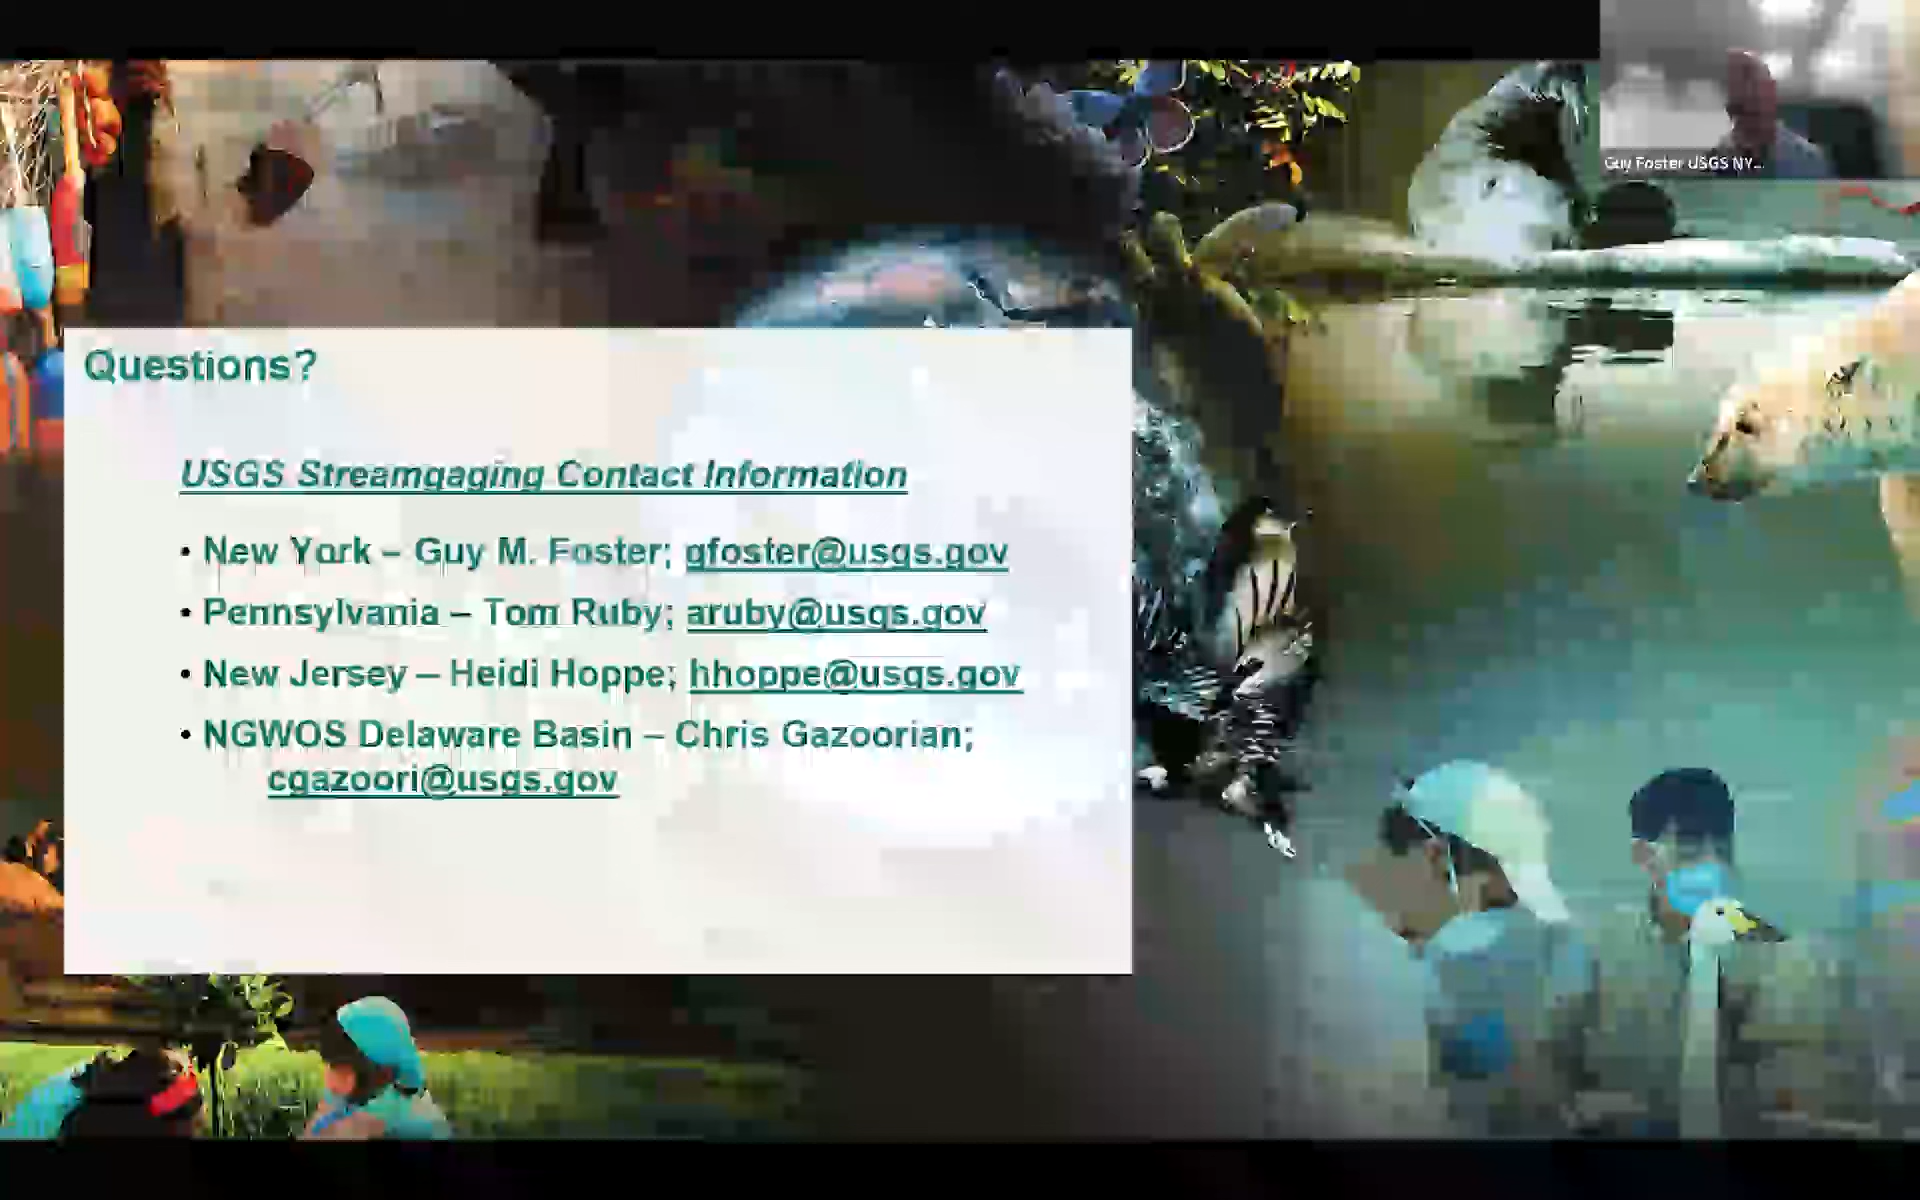 Guy Foster USGS NY...
Questions?
USGS Streamgaging Contact Information
• New York – Guy M. Foster; gfoster@usgs.gov
• Pennsylvania – Tom Ruby; aruby@usgs.gov
• New Jersey – Heidi Hoppe; hhoppe@usgs.gov
• NGWOS Delaware Basin – Chris Gazoorian;
cgazoori@usgs.gov